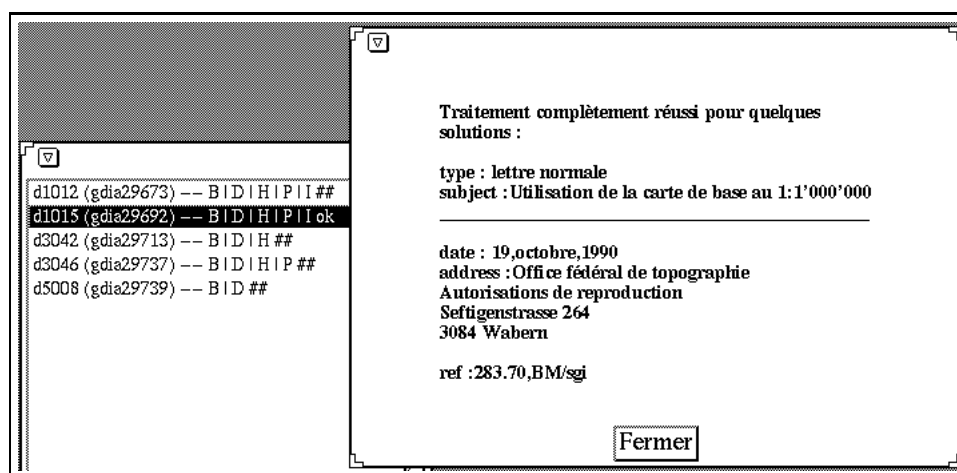 d1012 (gdia29673) -- B|D|H|P|I ##
d1015 (gdia29692) -- B|D|H|P|I ok
d3042 (gdia29713) -- B|D|H ##
d3046 (gdia29737) -- B|D|H|P ##
d5008 (gdia29739) -- B|D ##
Traitement complètement réussi pour quelques
solutions :
type : lettre normale
subject :Utilisation de la carte de base au 1:1'000'000
date : 19,octobre,1990
address :Office fédéral de topographie
Autorisations de reproduction
Seftigenstrasse 264
3084 Wabern
ref :283.70,BM/sgi
Fermer